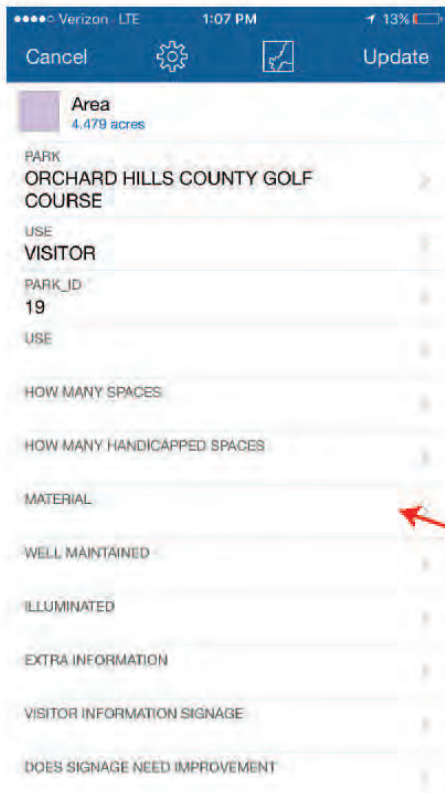 Verizon LTE 1:07 PM 13%
Cancel Update
Area
4.479 acres
PARK
ORCHARD HILLS COUNTY GOLF
COURSE
USE
VISITOR
PARK_ID
19
USE
HOW MANY SPACES
HOW MANY HANDICAPPED SPACES
MATERIAL
WELL MAINTAINED
ILLUMINATED
EXTRA INFORMATION
VISITOR INFORMATION SIGNAGE
DOES SIGNAGE NEED IMPROVEMENT